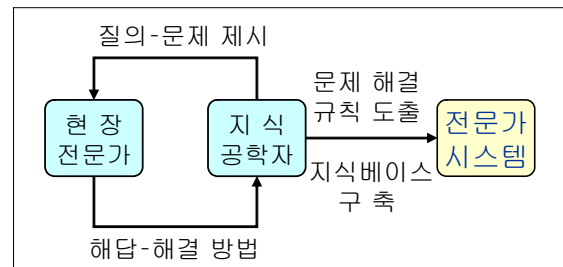 질의-문제 제시
현 장
전문가
지 식
공학자
문제 해결
규칙 도출
지식베이스
구 축
전문가
시스템
해답-해결 방법